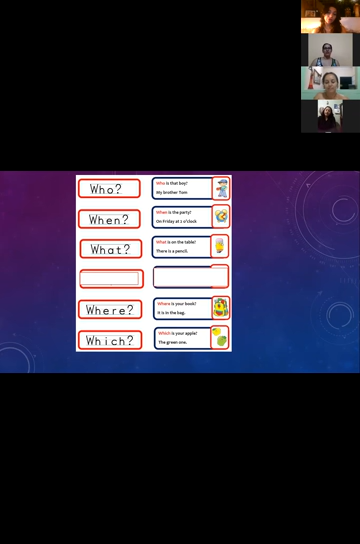 Who?
Who is that boy?
My brother Tom
When?
When is the party?
On Friday at 2 o'clock
What?
What is on the table?
There is a pencil.
Where?
Where is your book?
It is in the bag.
Which?
Which is your apple?
The green one.